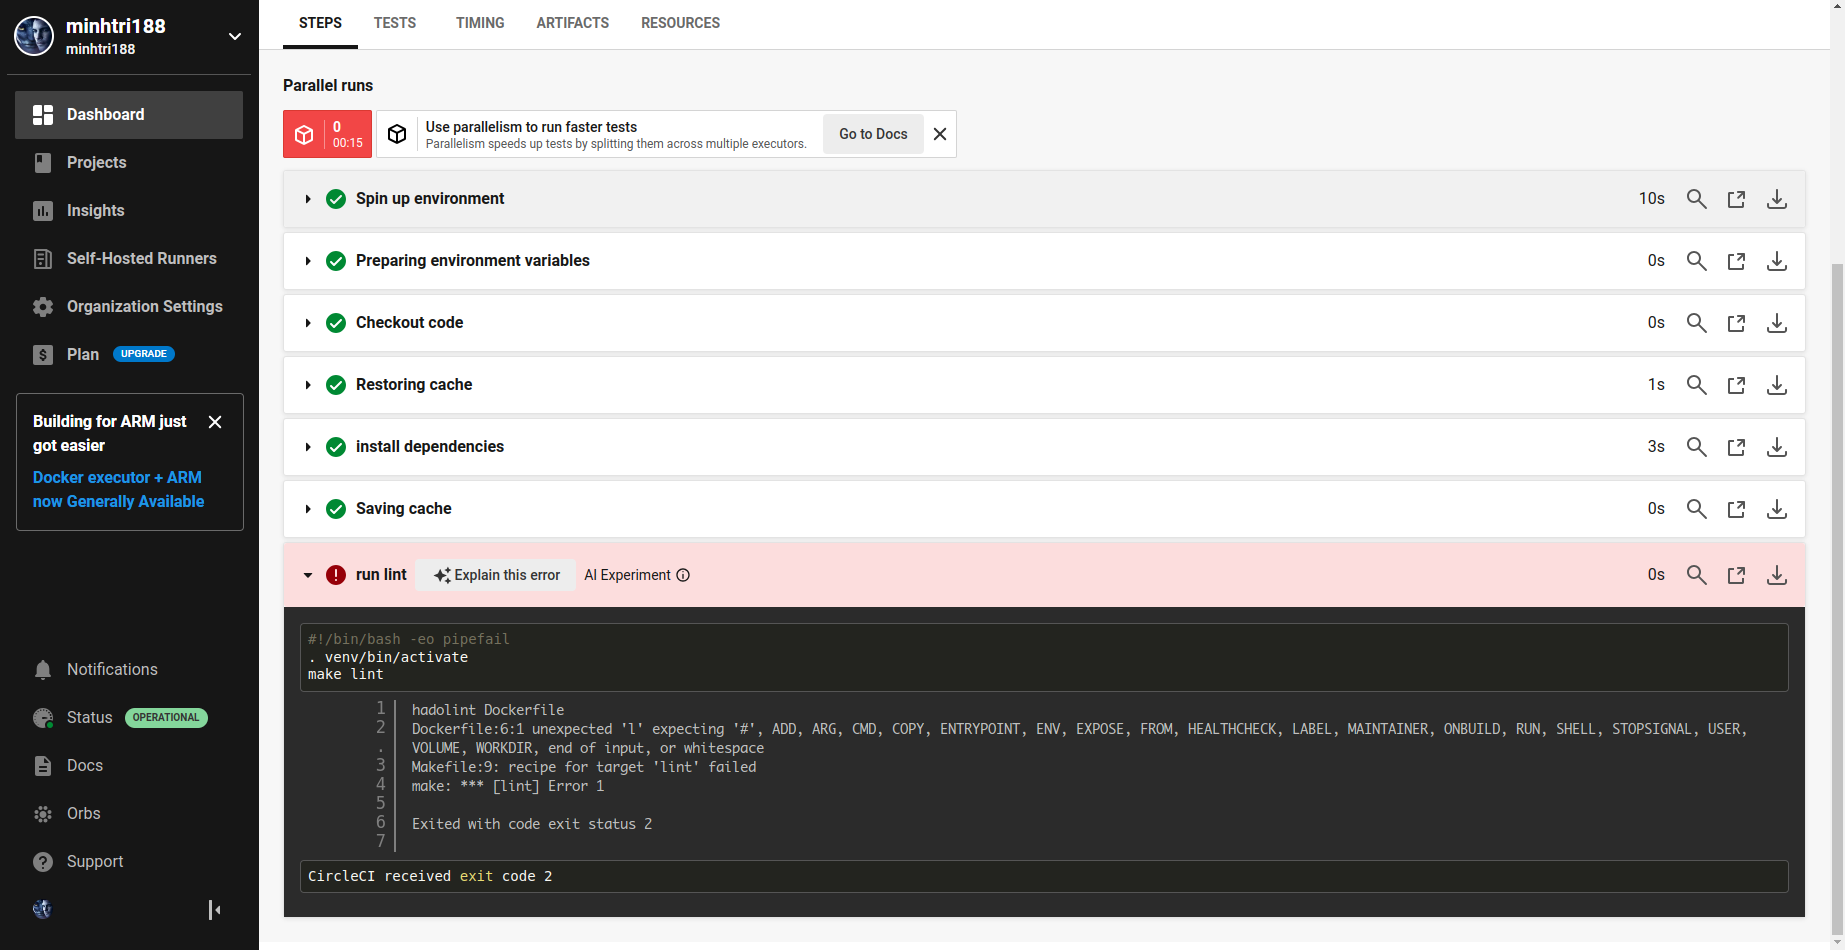 minhtri188
minhtri188
Dashboard
Projects
Insights
Self-Hosted Runners
Organization Settings
Plan UPGRADE
Building for ARM just
got easier
Docker executor + ARM
now Generally Available
Notifications
Status OPERATIONAL
Docs
Orbs
Support
STEPS TESTS TIMING ARTIFACTS RESOURCES
Parallel runs
0
00:15
Use parallelism to run faster tests
Parallelism speeds up tests by splitting them across multiple executors.
Go to Docs
Spin up environment 10s
Preparing environment variables 0s
Checkout code 0s
Restoring cache 1s
install dependencies 3s
Saving cache 0s
run lint Explain this error AI Experiment 0s
#!/bin/bash -eo pipefail
. venv/bin/activate
make lint
1 hadolint Dockerfile
2 Dockerfile:6:1 unexpected 'l' expecting '#', ADD, ARG, CMD, COPY, ENTRYPOINT, ENV, EXPOSE, FROM, HEALTHCHECK, LABEL, MAINTAINER, ONBUILD, RUN, SHELL, STOPSIGNAL, USER,
. VOLUME, WORKDIR, end of input, or whitespace
3 Makefile:9: recipe for target 'lint' failed
4 make: *** [lint] Error 1
5
6 Exited with code exit status 2
7
CircleCI received exit code 2